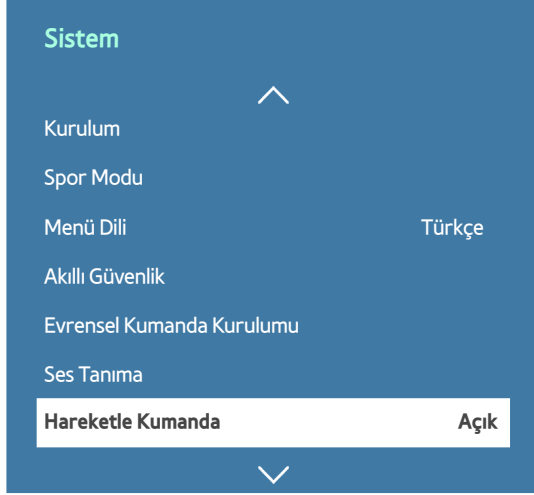 Sistem
Kurulum
Spor Modu
Menü Dili Türkçe
Akıllı Güvenlik
Evrensel Kumanda Kurulumu
Ses Tanıma
Hareketle Kumanda Açık